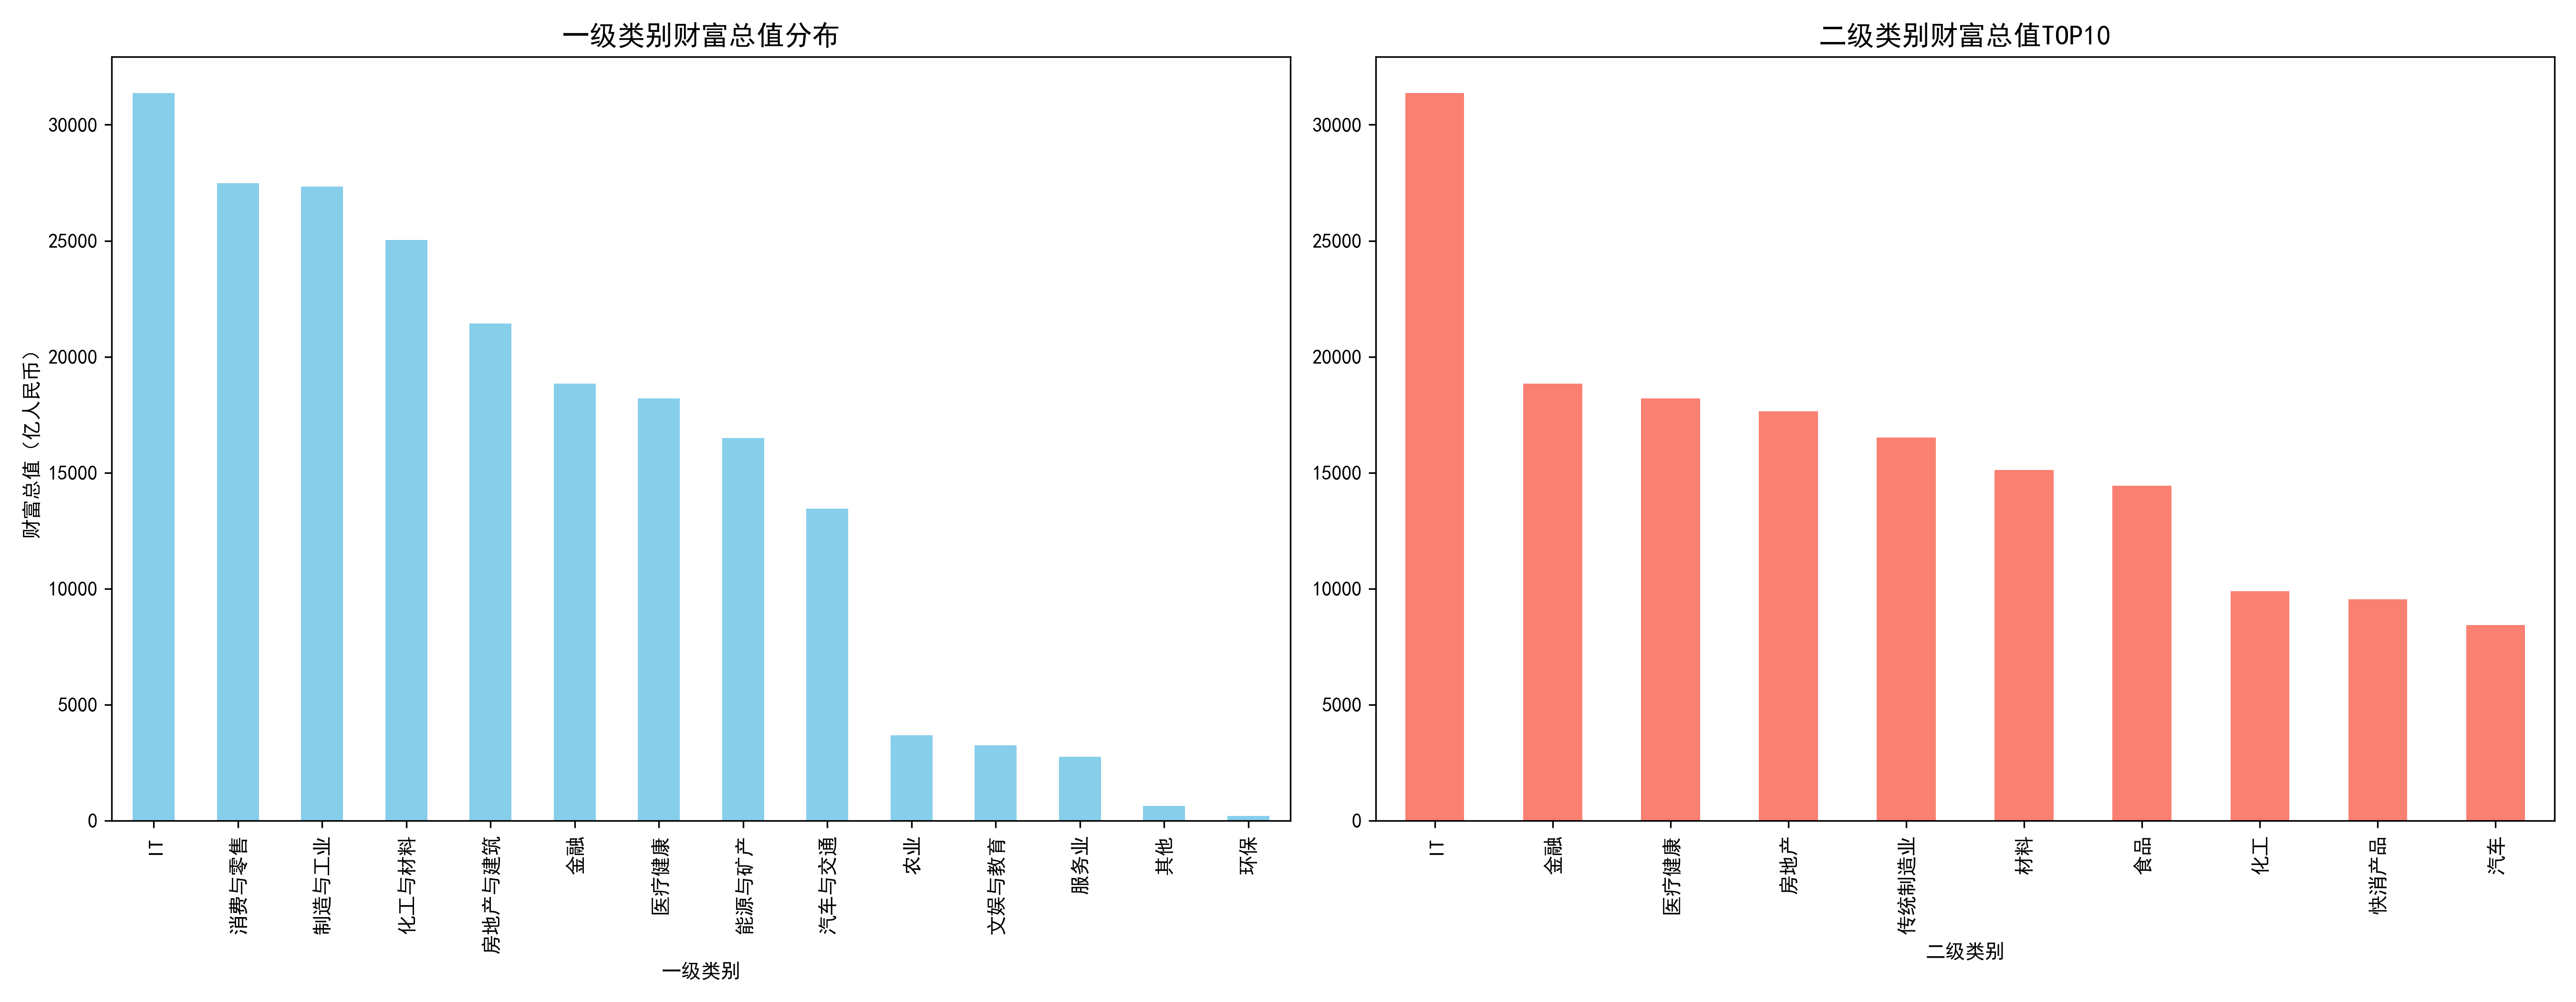 一级类别财富总值分布
财富总值（亿人民币）
30000
25000
20000
15000
10000
5000
0
IT
消费与零售
制造与工业
化工与材料
房地产与建筑
金融
医疗健康
能源与矿产
汽车与交通
农业
文娱与教育
服务业
其他
环保
一级类别
二级类别财富总值TOP10
30000
25000
20000
15000
10000
5000
0
IT
金融
医疗健康
房地产
传统制造业
材料
食品
化工
快消产品
汽车
二级类别